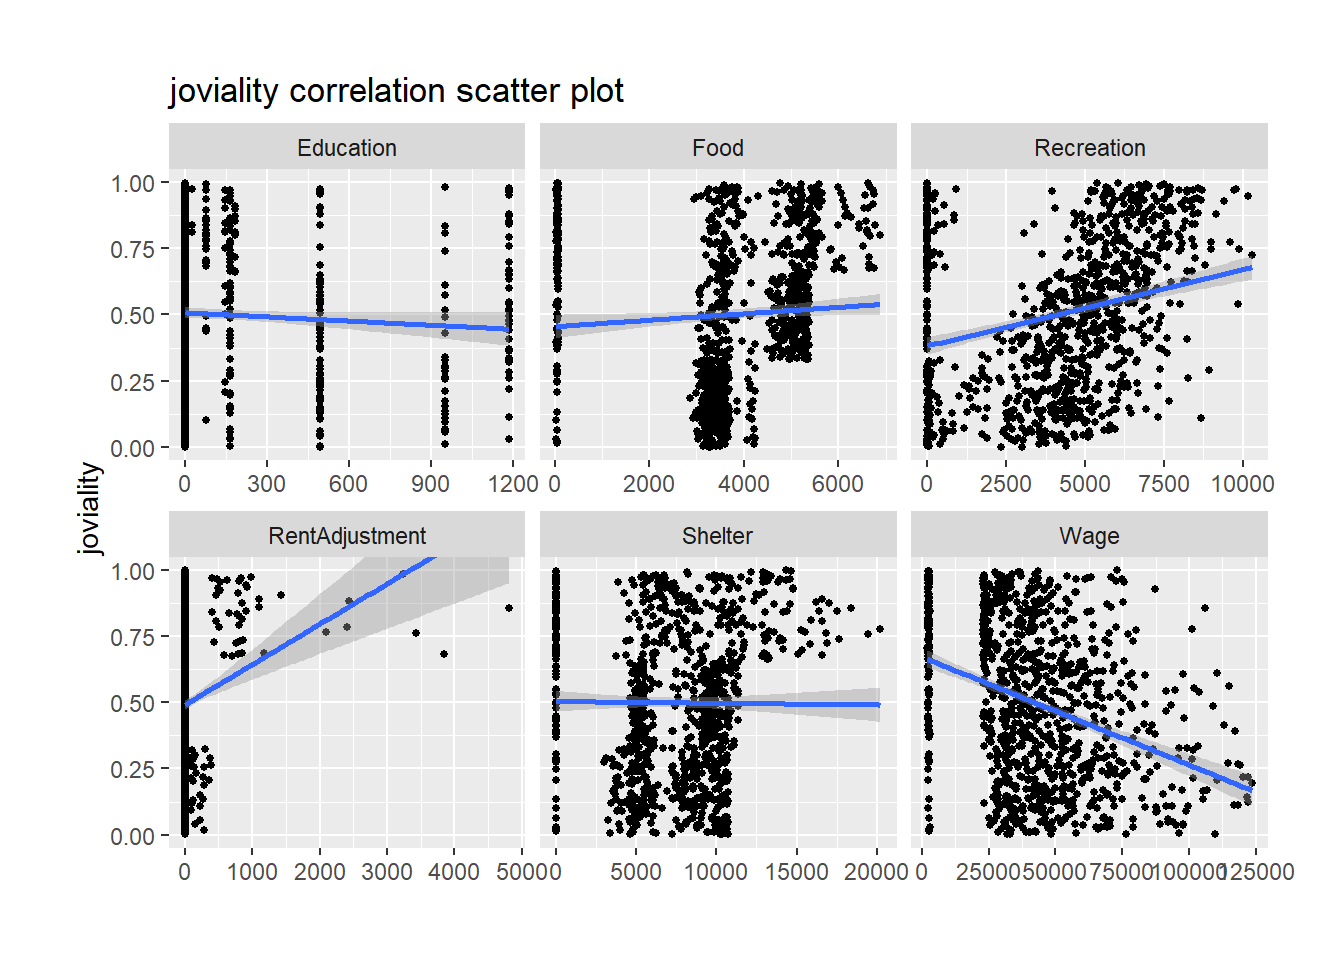 joviality correlation scatter plot
Education Food Recreation
1.00
0.75
0.50
0.25
0.00
0 300 600 900 1200 0 2000 4000 6000 0 2500 5000 7500 10000
joviality
RentAdjustment Shelter Wage
1.00
0.75
0.50
0.25
0.00
0 1000 2000 3000 4000 5000 0 5000 10000 15000 20000 0 25000 50000 75000 100000 125000